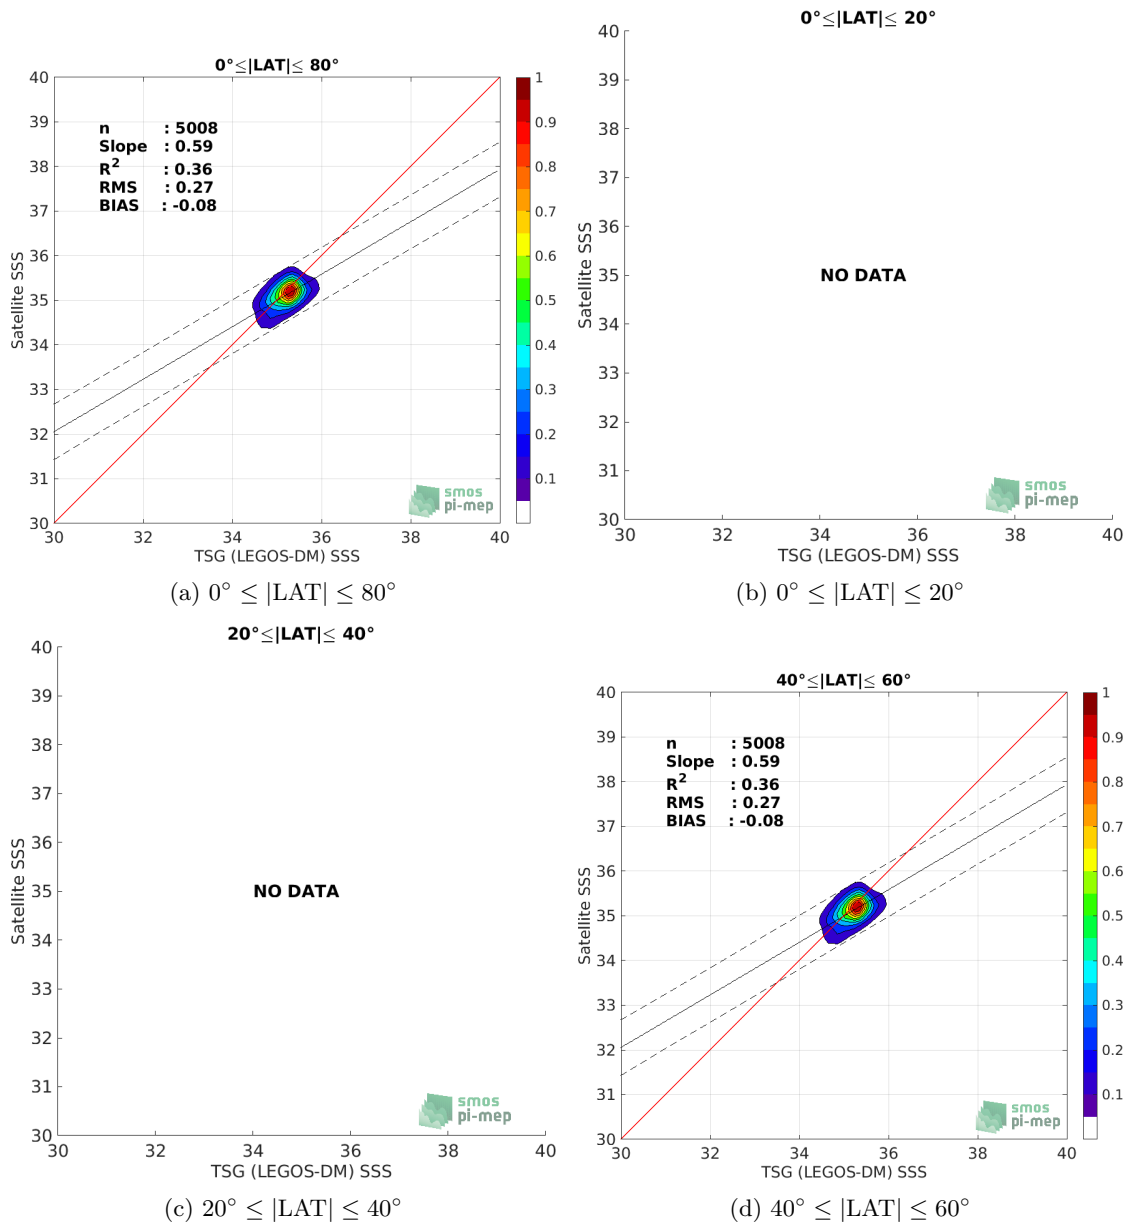 0°≤|LAT|≤ 80°
40
39
38
37
36
35
34
33
32
31
30
Satellite SSS
n : 5008
Slope : 0.59
R² : 0.36
RMS : 0.27
BIAS : -0.08
smos
pi-mep
30 32 34 36 38 40
TSG (LEGOS-DM) SSS
1
0.9
0.8
0.7
0.6
0.5
0.4
0.3
0.2
0.1
(a) 0° ≤ |LAT| ≤ 80°
0°≤|LAT|≤ 20°
40
39
38
37
36
35
34
33
32
31
30
Satellite SSS
NO DATA
smos
pi-mep
30 32 34 36 38 40
TSG (LEGOS-DM) SSS
(b) 0° ≤ |LAT| ≤ 20°
20°≤|LAT|≤ 40°
40
39
38
37
36
35
34
33
32
31
30
Satellite SSS
NO DATA
smos
pi-mep
30 32 34 36 38 40
TSG (LEGOS-DM) SSS
(c) 20° ≤ |LAT| ≤ 40°
40°≤|LAT|≤ 60°
40
39
38
37
36
35
34
33
32
31
30
Satellite SSS
n : 5008
Slope : 0.59
R² : 0.36
RMS : 0.27
BIAS : -0.08
smos
pi-mep
30 32 34 36 38 40
TSG (LEGOS-DM) SSS
1
0.9
0.8
0.7
0.6
0.5
0.4
0.3
0.2
0.1
(d) 40° ≤ |LAT| ≤ 60°